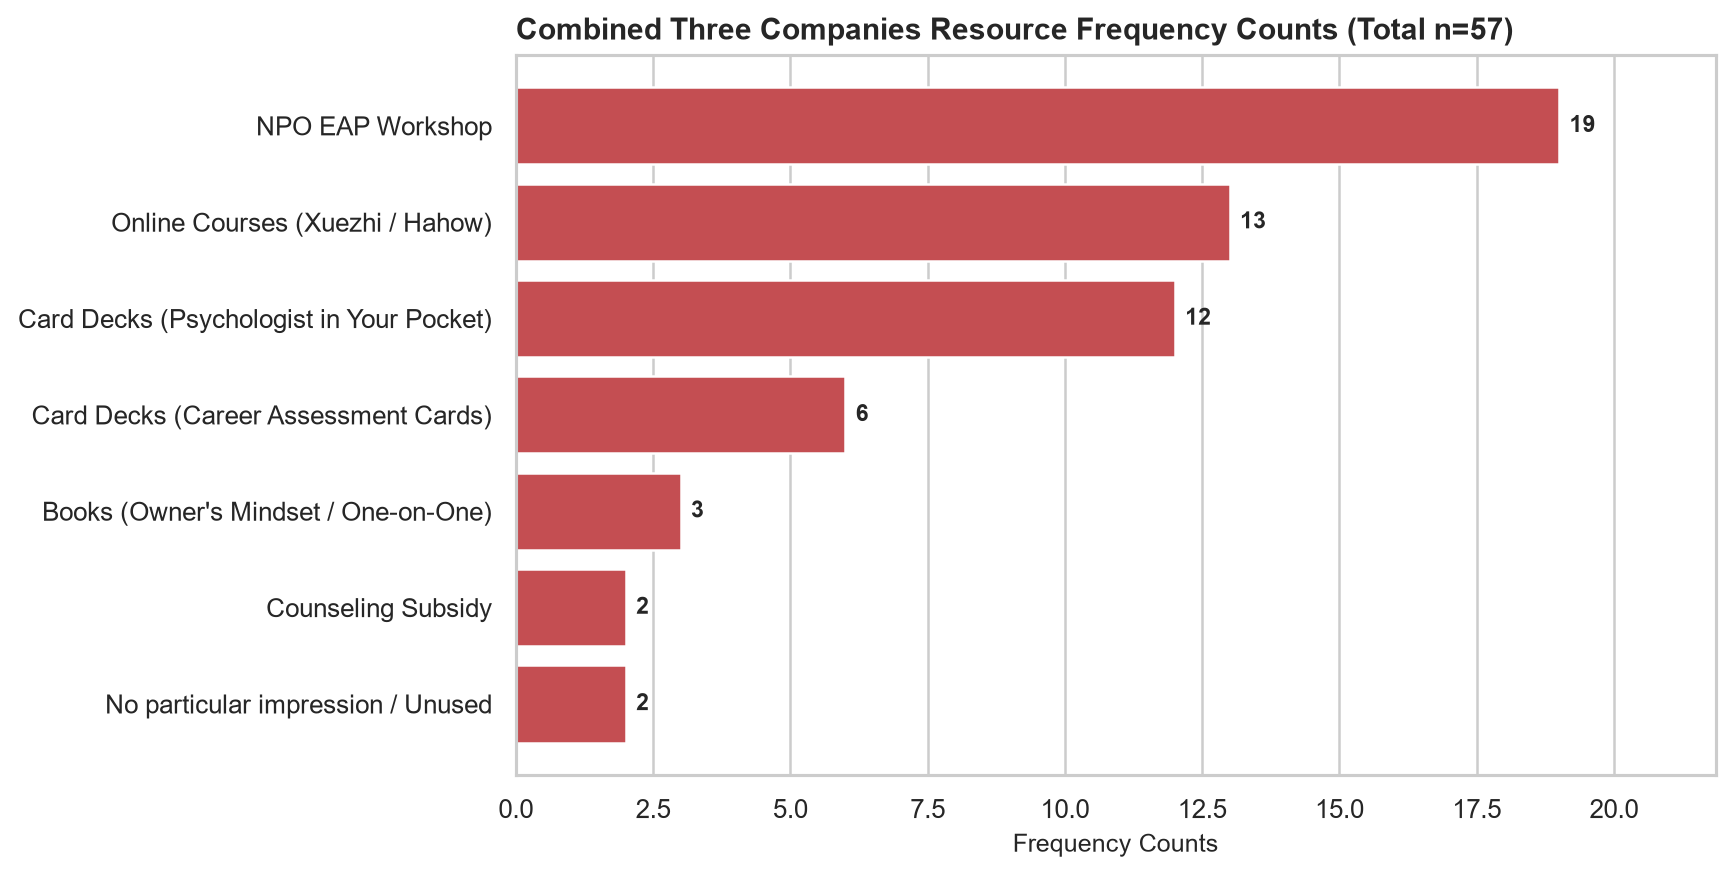 Combined Three Companies Resource Frequency Counts (Total n=57)
NPO EAP Workshop
19
Online Courses (Xuezhi / Hahow)
13
Card Decks (Psychologist in Your Pocket)
12
Card Decks (Career Assessment Cards)
6
Books (Owner's Mindset / One-on-One)
3
Counseling Subsidy
2
No particular impression / Unused
2
0.0 2.5 5.0 7.5 10.0 12.5 15.0 17.5 20.0
Frequency Counts